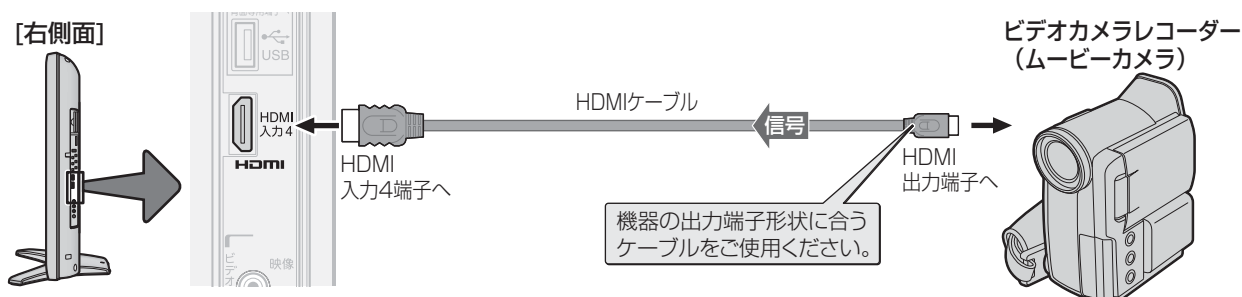 [右側面]
USB
HDMI
入力4
HDMI
HDMI
入力4端子へ
HDMIケーブル
信号
HDMI
出力端子へ
機器の出力端子形状に合う
ケーブルをご使用ください。
ビデオカメラレコーダー
（ムービーカメラ）
ビデオ
映像